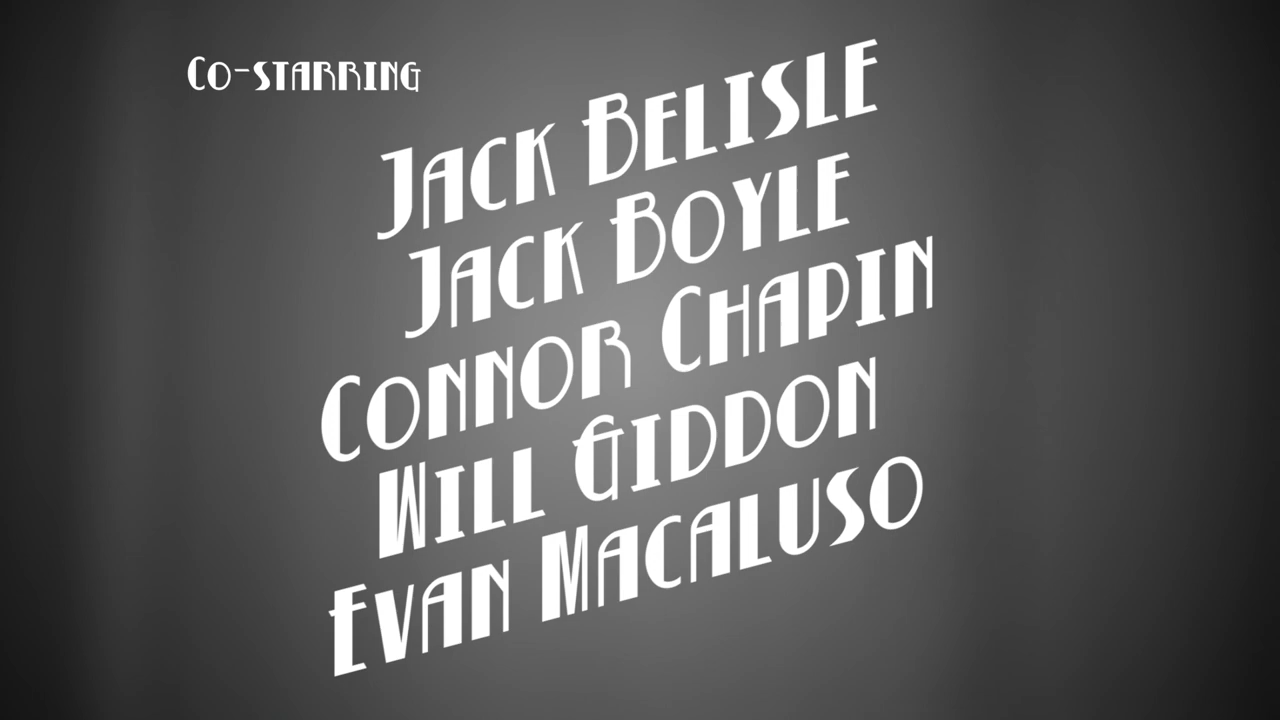 Co-starring
Jack Belisle
Jack Boyle
Connor Chapin
Will Giddon
Evan Macaluso